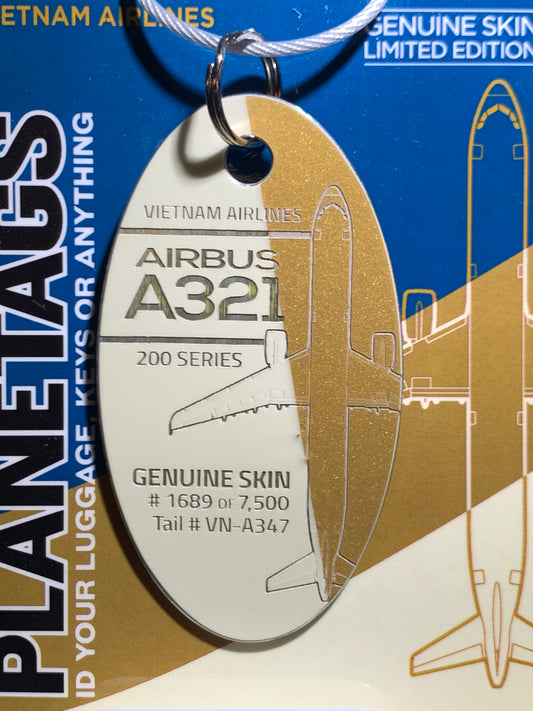 VIETNAM AIRLINES
GENUINE SKIN
LIMITED EDITION
PLANETAGS
ID YOUR LUGGAGE, KEYS OR ANYTHING
VIETNAM AIRLINES
AIRBUS
A321
200 SERIES
GENUINE SKIN
# 1689 OF 7,500
Tail # VN-A347